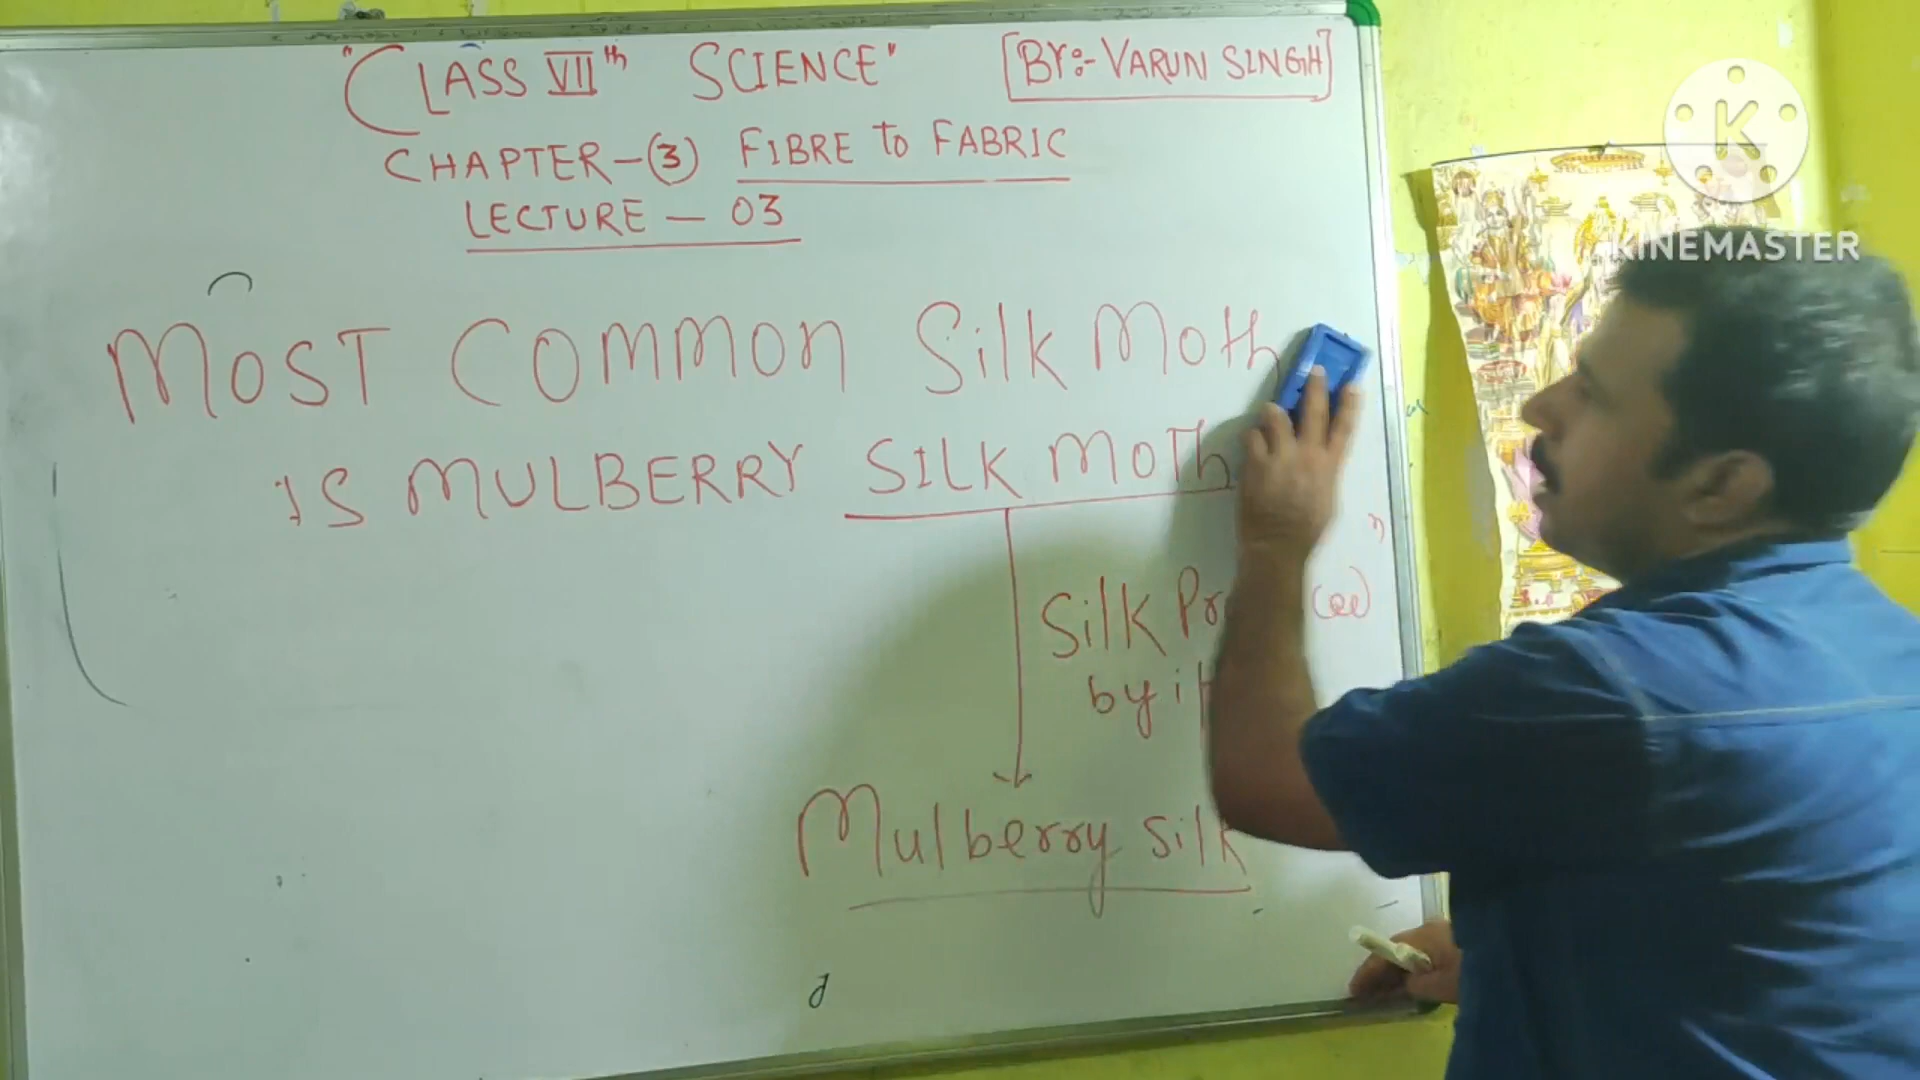 "CLASS VIIth SCIENCE" [BY:- VARUN SINGH]
CHAPTER-(3) FIBRE to FABRIC
LECTURE - 03
MOST COMMON Silk Moth
IS MULBERRY SILK MOTH
Silk
by it
Mulberry silk
K
KINEMASTER